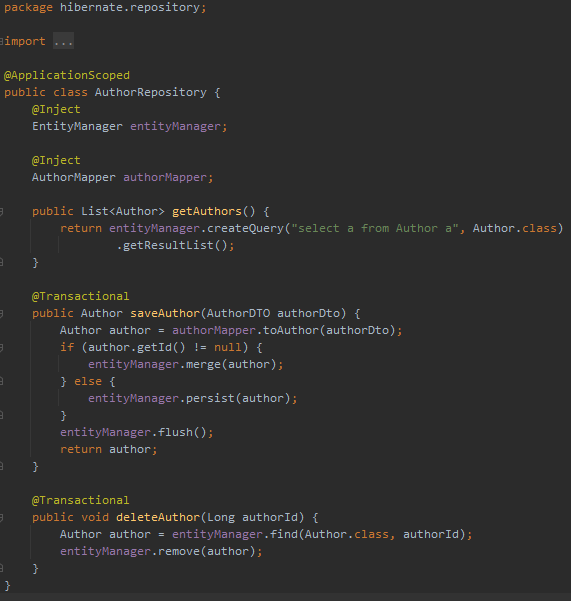 package hibernate.repository;
import ...
@ApplicationScoped
public class AuthorRepository {
@Inject
EntityManager entityManager;
@Inject
AuthorMapper authorMapper;
public List<Author> getAuthors() {
return entityManager.createQuery("select a from Author a", Author.class)
.getResultList();
}
@Transactional
public Author saveAuthor(AuthorDTO authorDto) {
Author author = authorMapper.toAuthor(authorDto);
if (author.getId() != null) {
entityManager.merge(author);
} else {
entityManager.persist(author);
}
entityManager.flush();
return author;
}
@Transactional
public void deleteAuthor(Long authorId) {
Author author = entityManager.find(Author.class, authorId);
entityManager.remove(author);
}
}